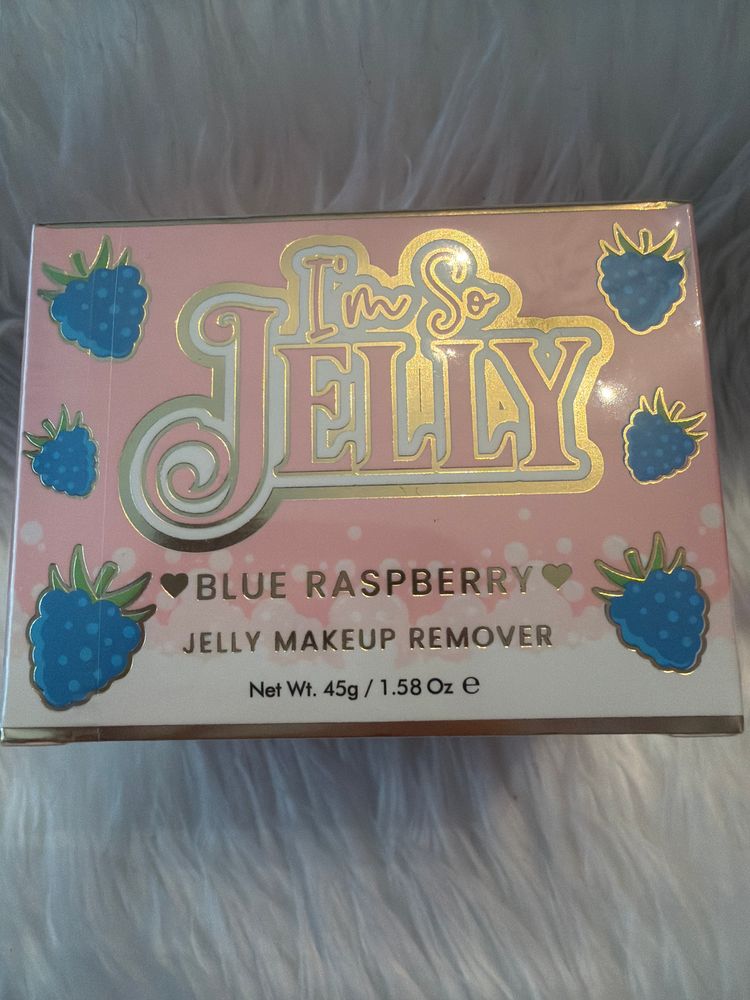 I'm So
JELLY
BLUE RASPBERRY
JELLY MAKEUP REMOVER
Net Wt. 45g / 1.58 Oz ℮